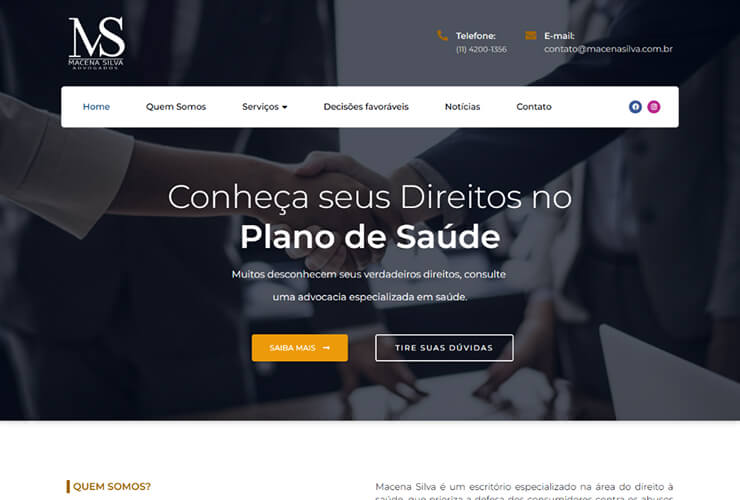 MS
MACENA SILVA
ADVOGADOS
Telefone:
(11) 4200-1356
E-mail:
contato@macenasilva.com.br
Home
Quem Somos
Serviços
Decisões favoráveis
Notícias
Contato
Conheça seus Direitos no
Plano de Saúde
Muitos desconhecem seus verdadeiros direitos, consulte
uma advocacia especializada em saúde.
SAIBA MAIS
TIRE SUAS DÚVIDAS
QUEM SOMOS?
Macena Silva é um escritório especializado na área do direito à
saúde, que prioriza a defesa dos consumidores contra os abusos